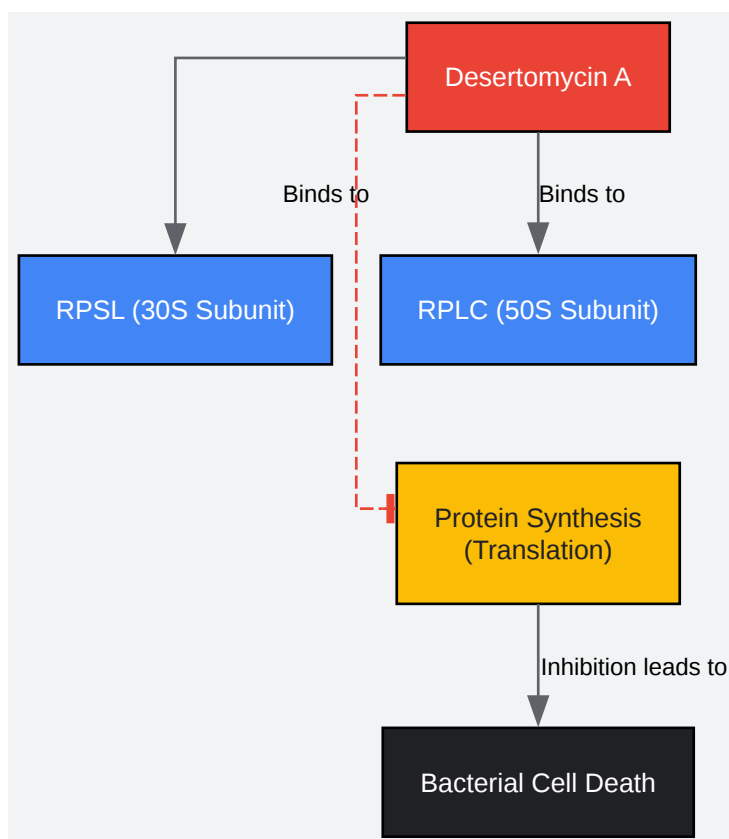 Desertomycin A
Binds to
Binds to
RPSL (30S Subunit)
RPLC (50S Subunit)
Protein Synthesis
(Translation)
Inhibition leads to
Bacterial Cell Death